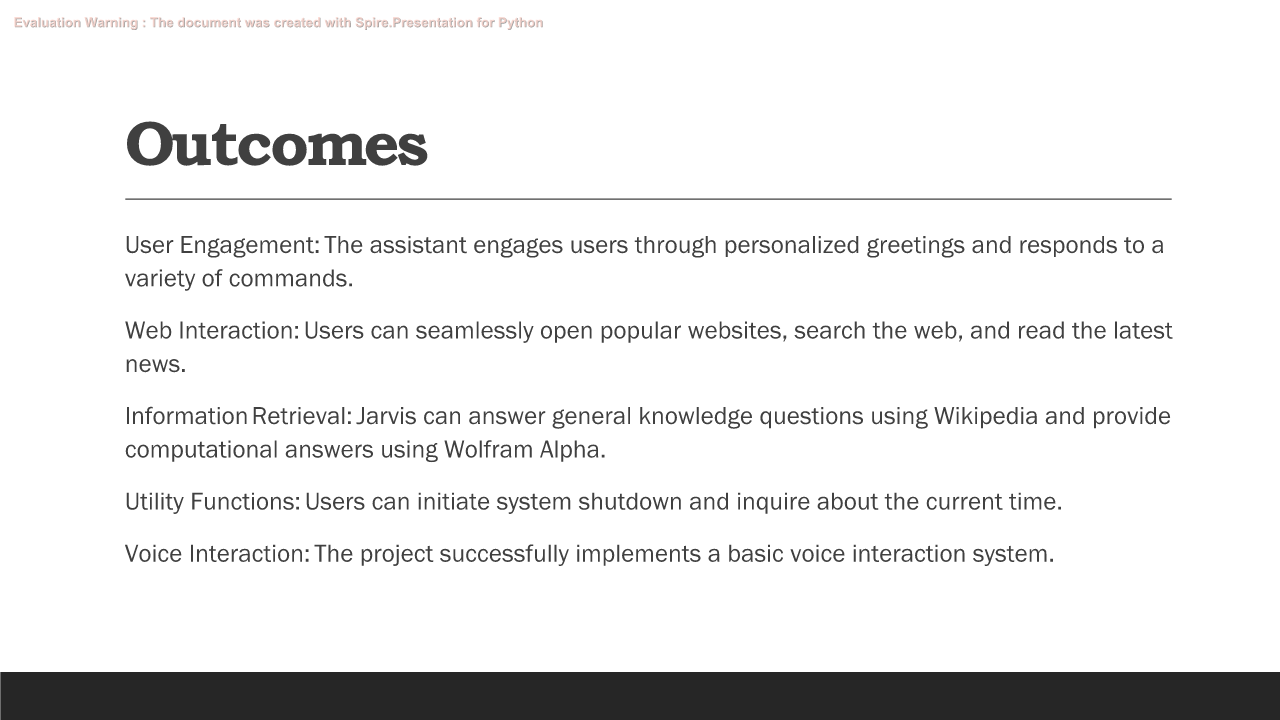 Evaluation Warning : The document was created with Spire.Presentation for Python
Outcomes
User Engagement: The assistant engages users through personalized greetings and responds to a
variety of commands.
Web Interaction: Users can seamlessly open popular websites, search the web, and read the latest
news.
Information Retrieval: Jarvis can answer general knowledge questions using Wikipedia and provide
computational answers using Wolfram Alpha.
Utility Functions: Users can initiate system shutdown and inquire about the current time.
Voice Interaction: The project successfully implements a basic voice interaction system.